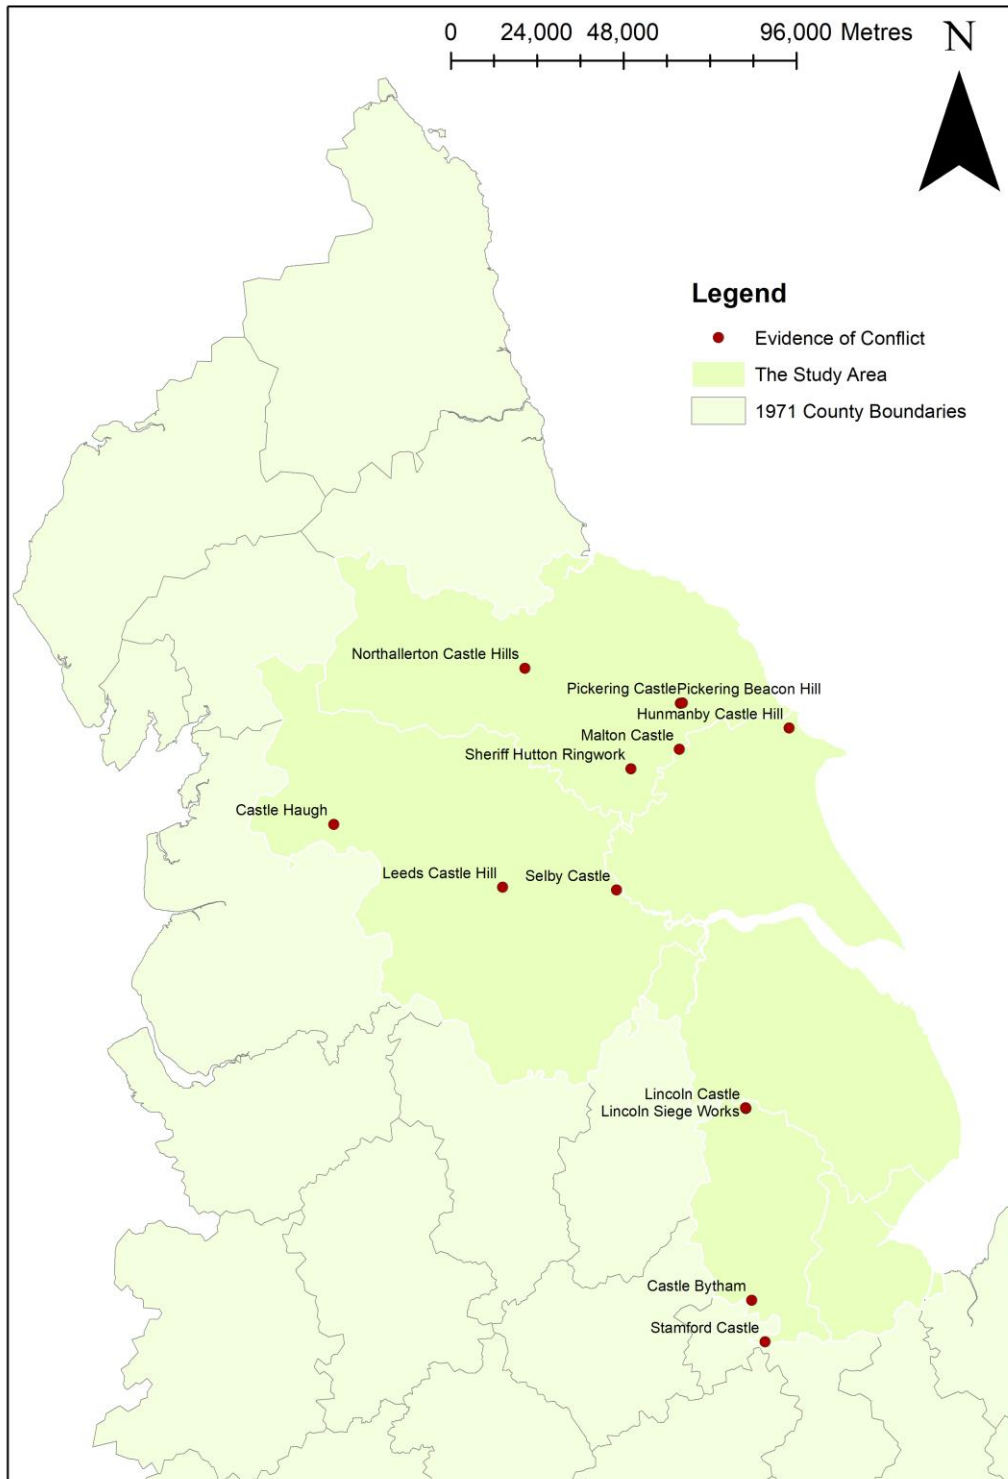 0 24,000 48,000 96,000 Metres
N
Legend
Evidence of Conflict
The Study Area
1971 County Boundaries
Northallerton Castle Hills
Pickering Castle Pickering Beacon Hill
Hunmanby Castle Hill
Malton Castle
Sheriff Hutton Ringwork
Castle Haugh
Leeds Castle Hill
Selby Castle
Lincoln Castle
Lincoln Siege Works
Castle Bytham
Stamford Castle